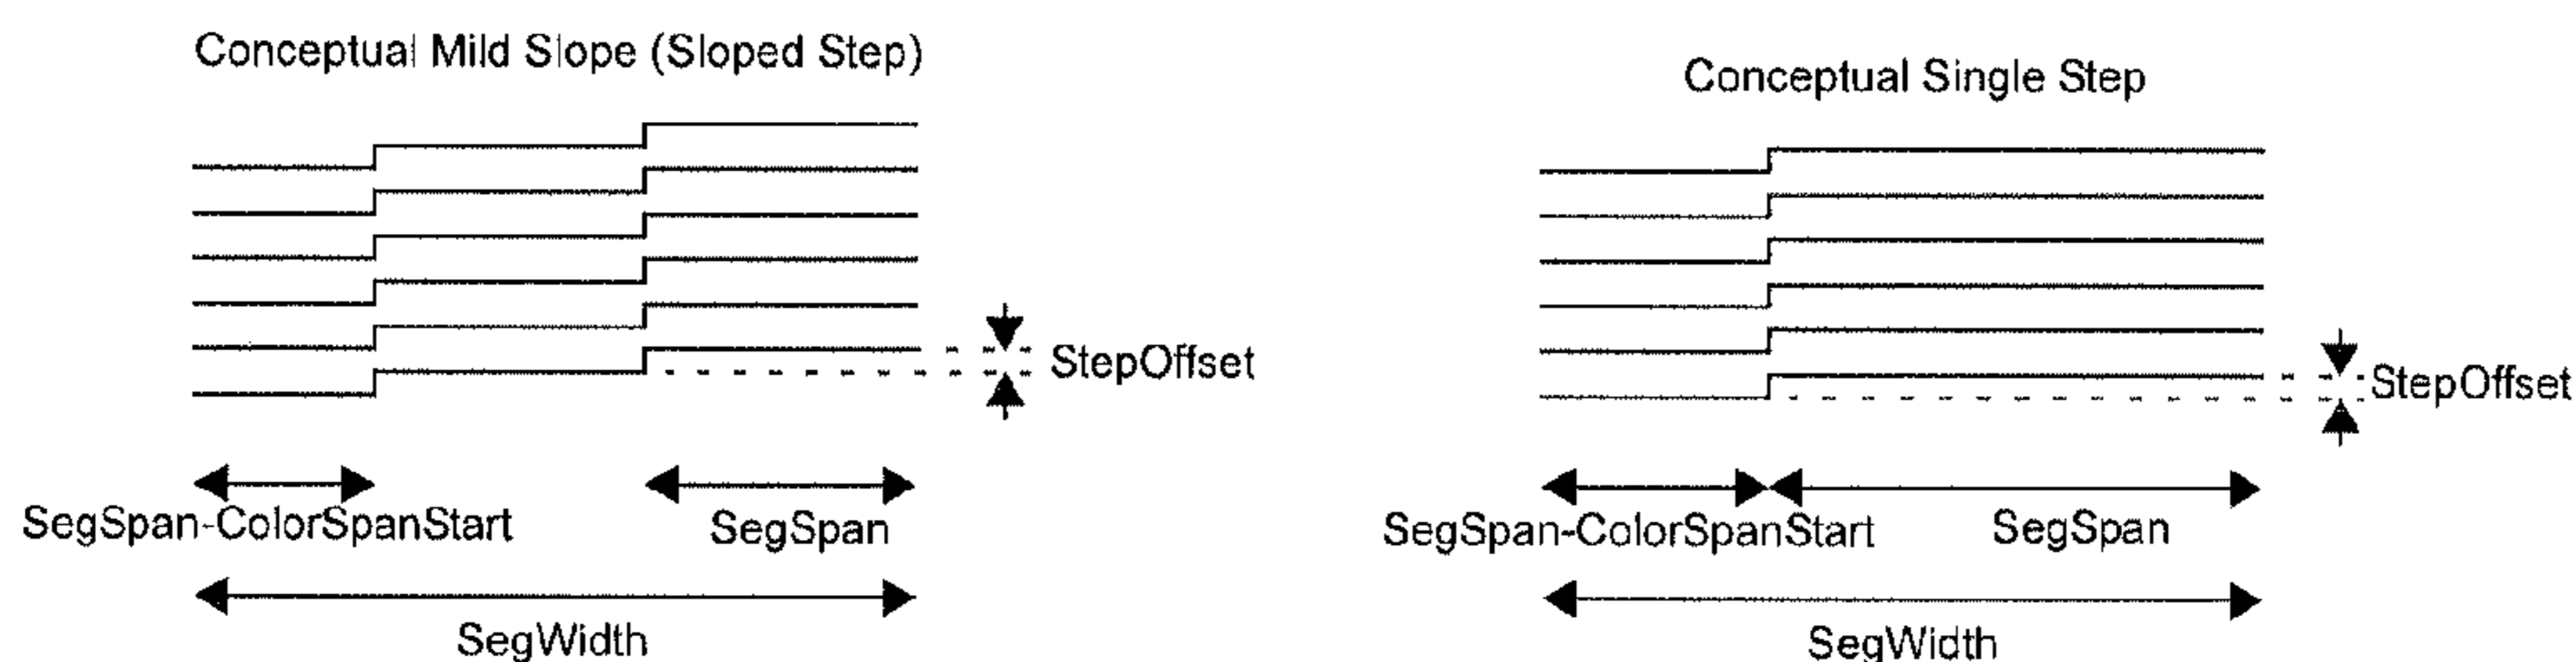 Conceptual Mild Slope (Sloped Step)
StepOffset
SegSpan-ColorSpanStart
SegSpan
SegWidth
Conceptual Single Step
StepOffset
SegSpan-ColorSpanStart
SegSpan
SegWidth